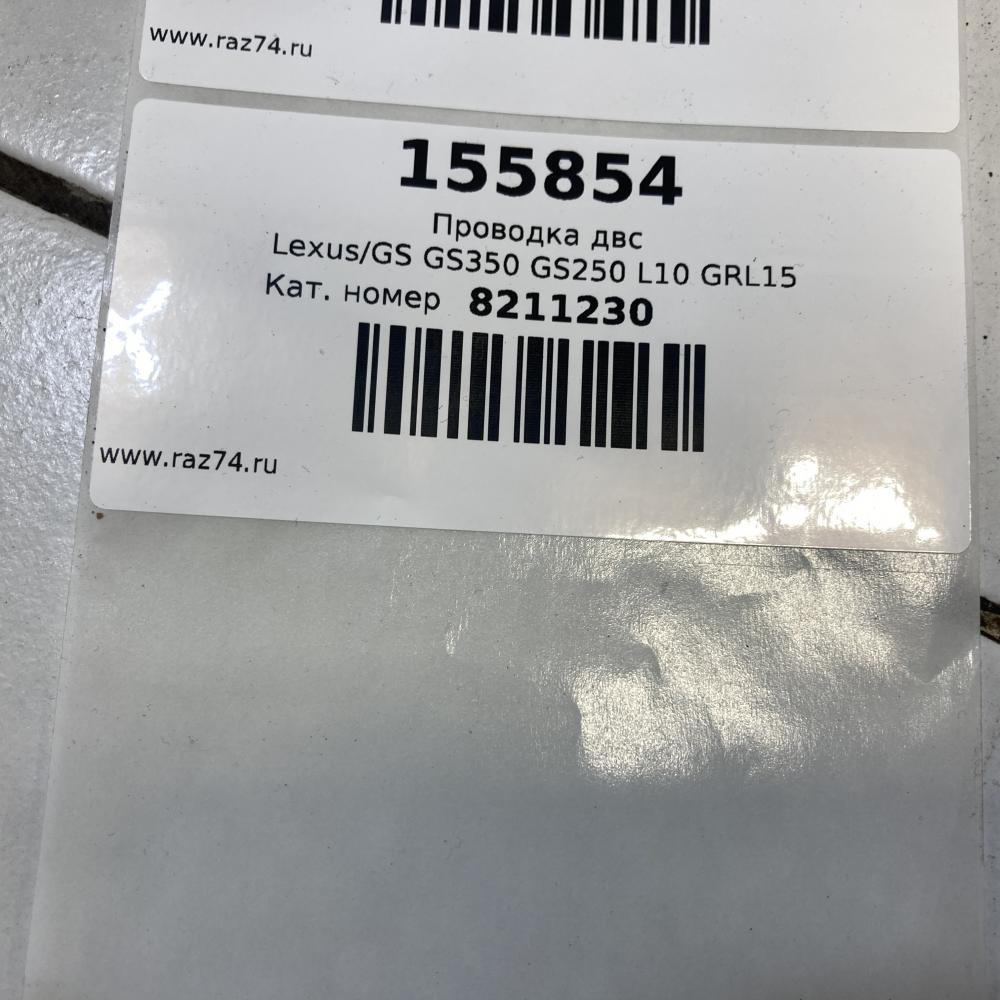 www.raz74.ru
155854
Проводка двс
Lexus/GS GS350 GS250 L10 GRL15
Кат. номер 8211230
www.raz74.ru